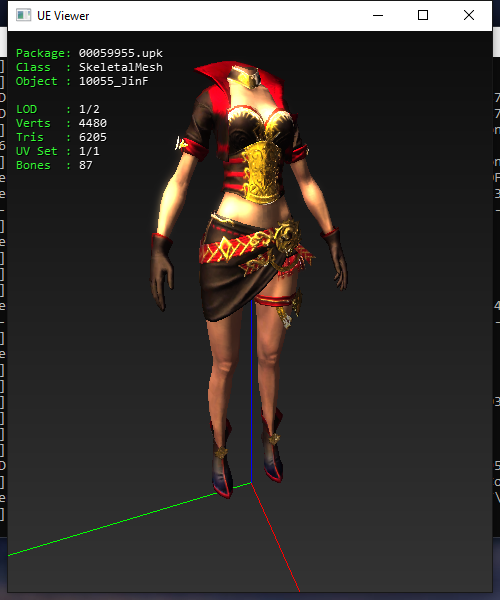 UE Viewer
Package: 00059955.upk
Class : SkeletalMesh
Object : 10055_JinF
LOD : 1/2
Verts : 4480
Tris : 6205
UV Set : 1/1
Bones : 87